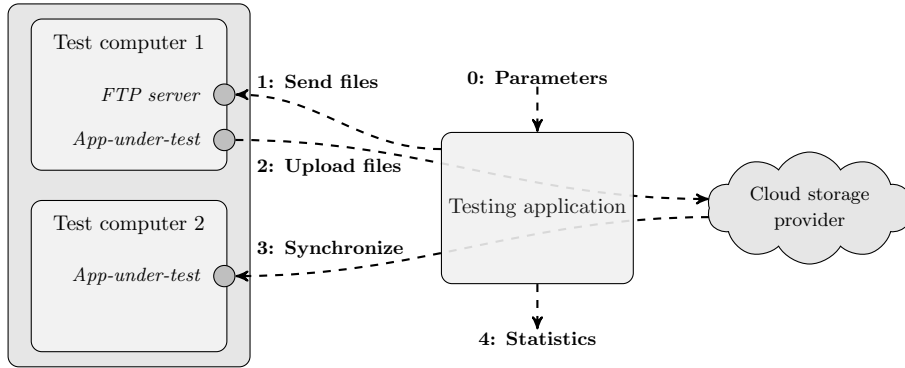 Test computer 1
FTP server
App-under-test
Test computer 2
App-under-test
1: Send files
2: Upload files
3: Synchronize
0: Parameters
Testing application
4: Statistics
Cloud storage
provider